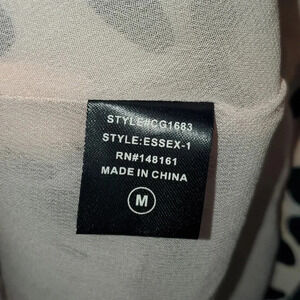 STYLE#CG1683
STYLE:ESSEX-1
RN#148161
MADE IN CHINA
M